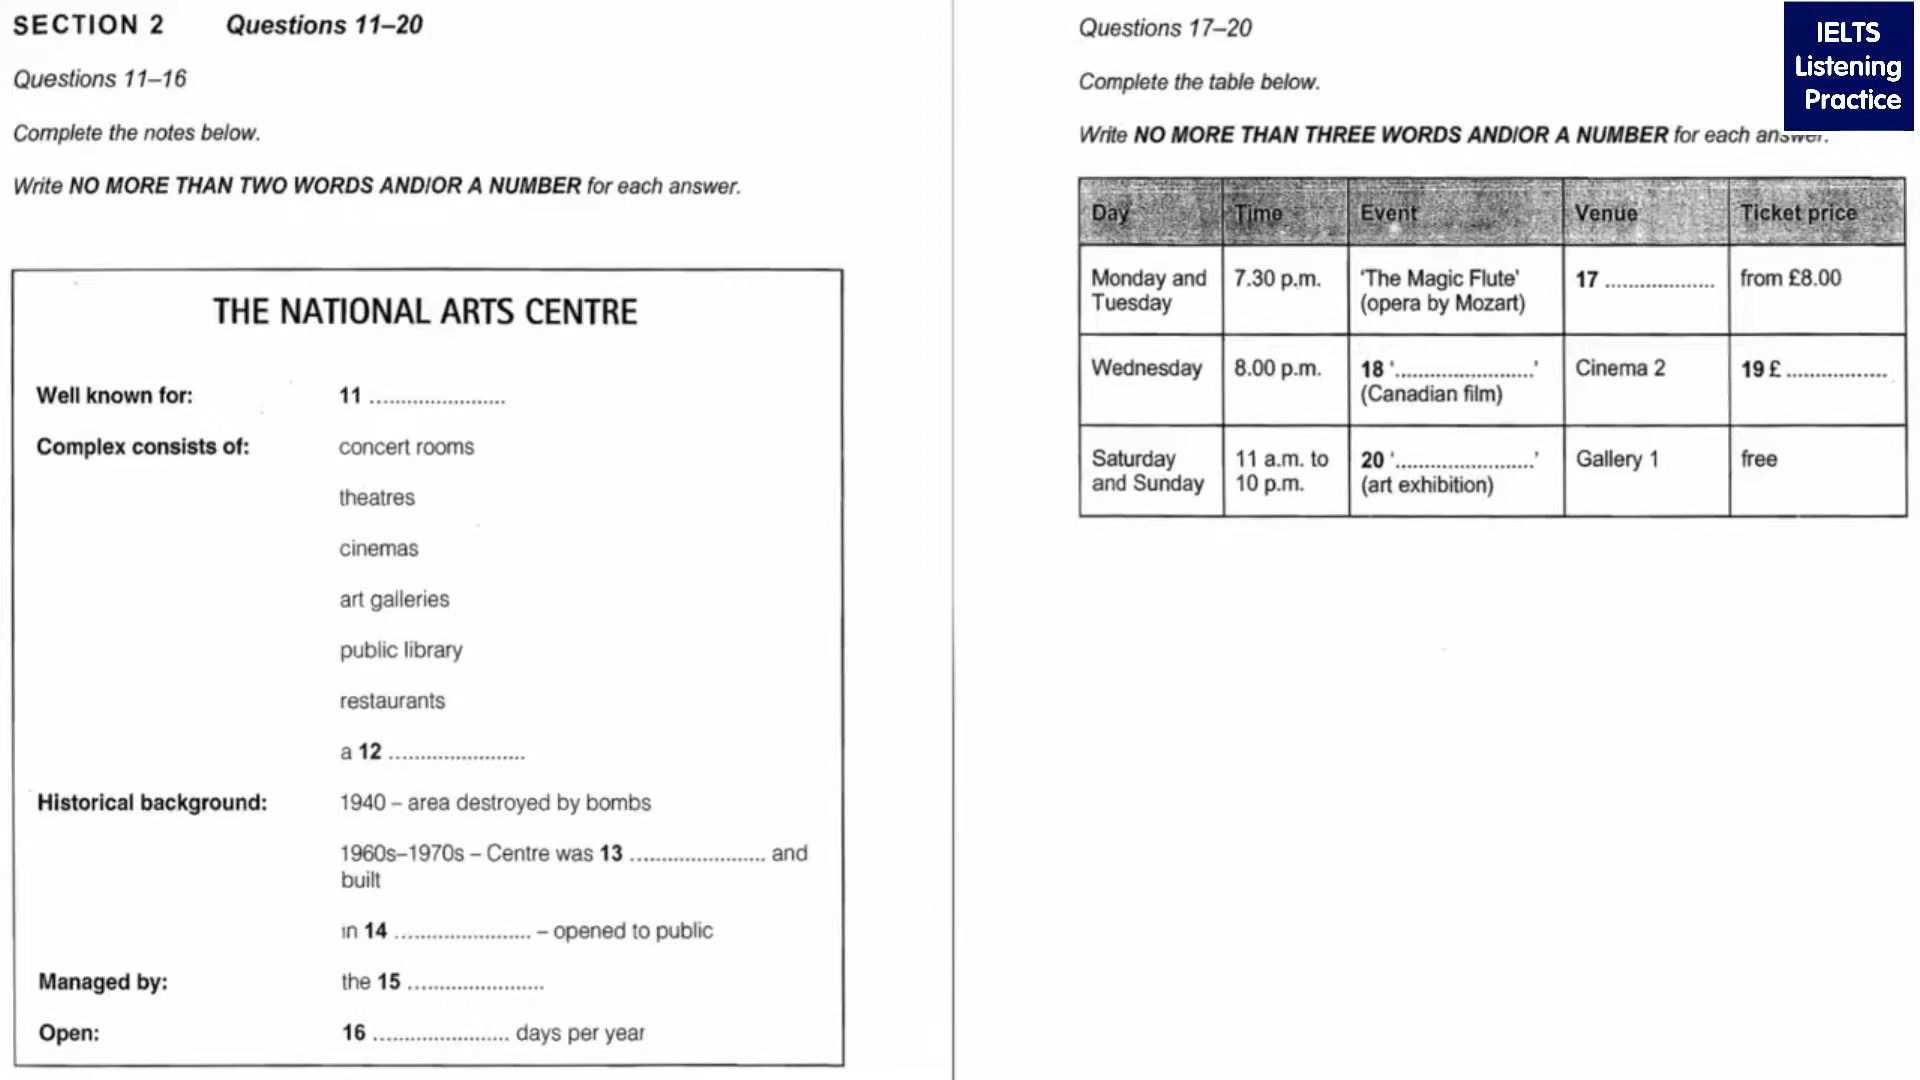 SECTION 2 Questions 11–20
Questions 11–16
Complete the notes below.
Write NO MORE THAN TWO WORDS AND/OR A NUMBER for each answer.
THE NATIONAL ARTS CENTRE
Well known for: 11 ......................
Complex consists of: concert rooms
theatres
cinemas
art galleries
public library
restaurants
a 12 ......................
Historical background: 1940 – area destroyed by bombs
1960s–1970s – Centre was 13 ...................... and
built
in 14 ...................... – opened to public
Managed by: the 15 ......................
Open: 16 ...................... days per year
Questions 17–20
Complete the table below.
Write NO MORE THAN THREE WORDS AND/OR A NUMBER for each answer.
Day Time Event Venue Ticket price
Monday and 7.30 p.m. 'The Magic Flute' 17 .................. from £8.00
Tuesday (opera by Mozart)
Wednesday 8.00 p.m. 18 '.......................' Cinema 2 19 £ ................
(Canadian film)
Saturday 11 a.m. to 20 '.......................' Gallery 1 free
and Sunday 10 p.m. (art exhibition)
IELTS
Listening
Practice